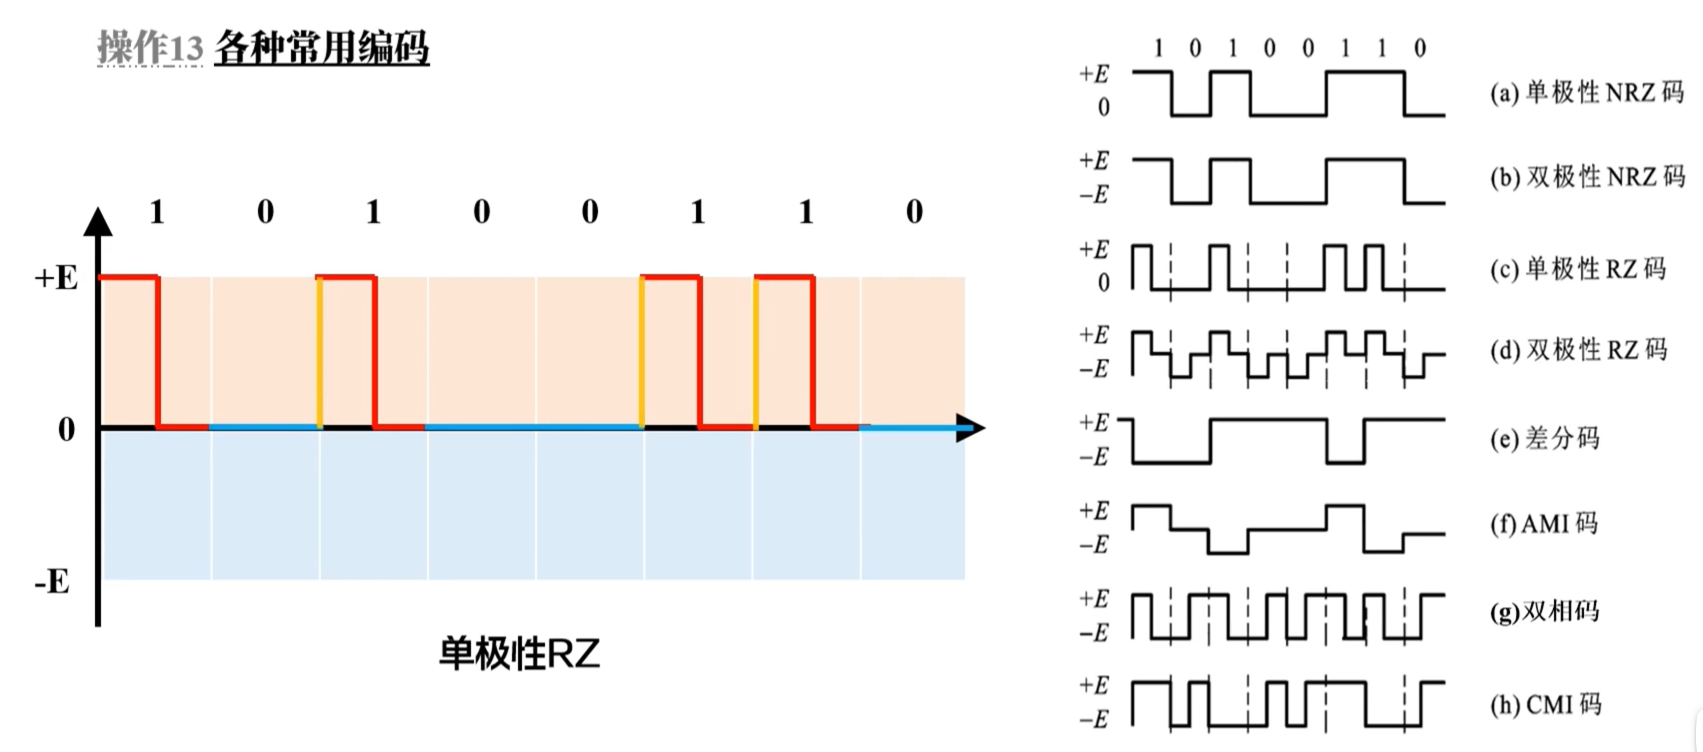 操作13 各种常用编码
1 0 1 0 0 1 1 0
+E
0
-E
单极性RZ
1 0 1 0 0 1 1 0
+E
0
(a) 单极性 NRZ 码
+E
−E
(b) 双极性 NRZ 码
+E
0
(c) 单极性 RZ 码
+E
−E
(d) 双极性 RZ 码
+E
−E
(e) 差分码
+E
−E
(f) AMI 码
+E
−E
(g)双相码
+E
−E
(h) CMI 码